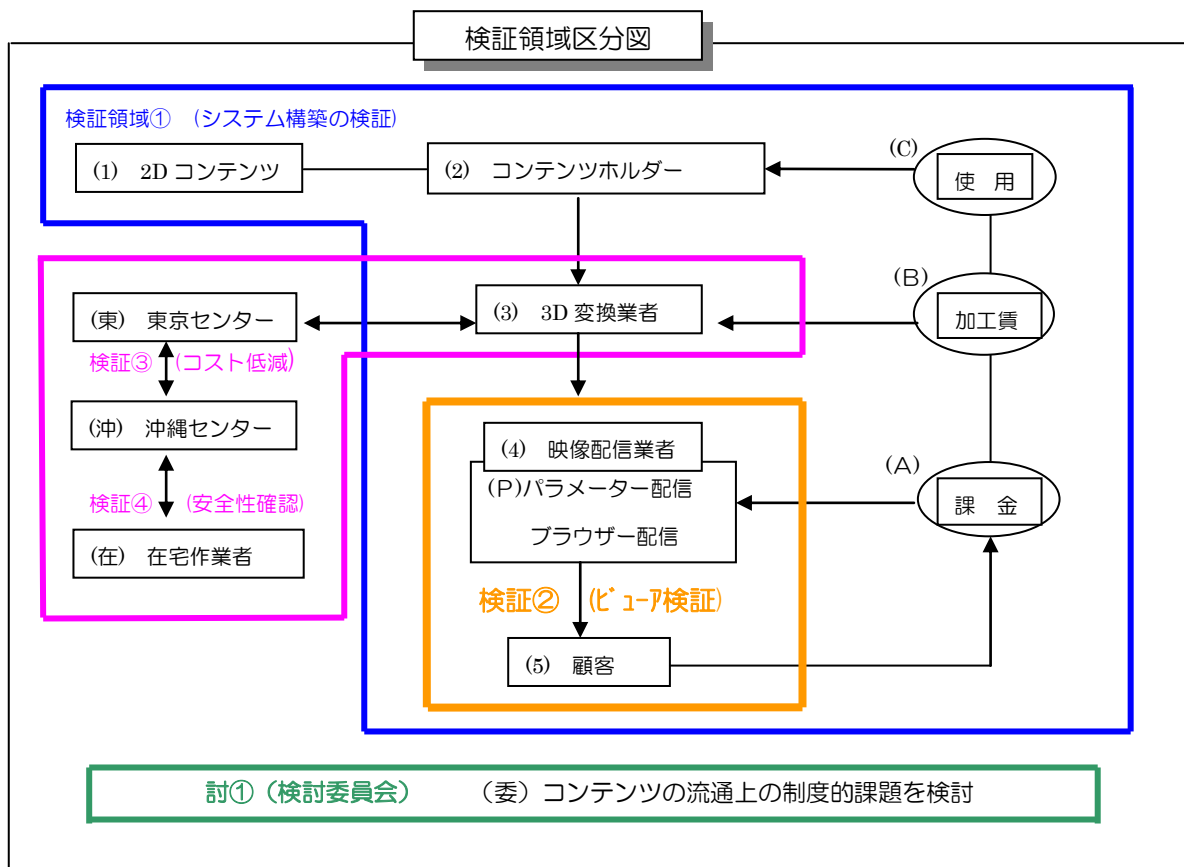 検証領域区分図
検証領域① (システム構築の検証)
(1) 2D コンテンツ
(2) コンテンツホルダー
(C)
使 用
(東) 東京センター
(3) 3D 変換業者
(B)
加工賃
検証③ (コスト低減)
(沖) 沖縄センター
(4) 映像配信業者
(A)
(P)パラメーター配信
課 金
検証④ (安全性確認)
ブラウザー配信
(在) 在宅作業者
検証② (ﾋﾞｭｰｱ検証)
(5) 顧客
討①(検討委員会) (委)コンテンツの流通上の制度的課題を検討